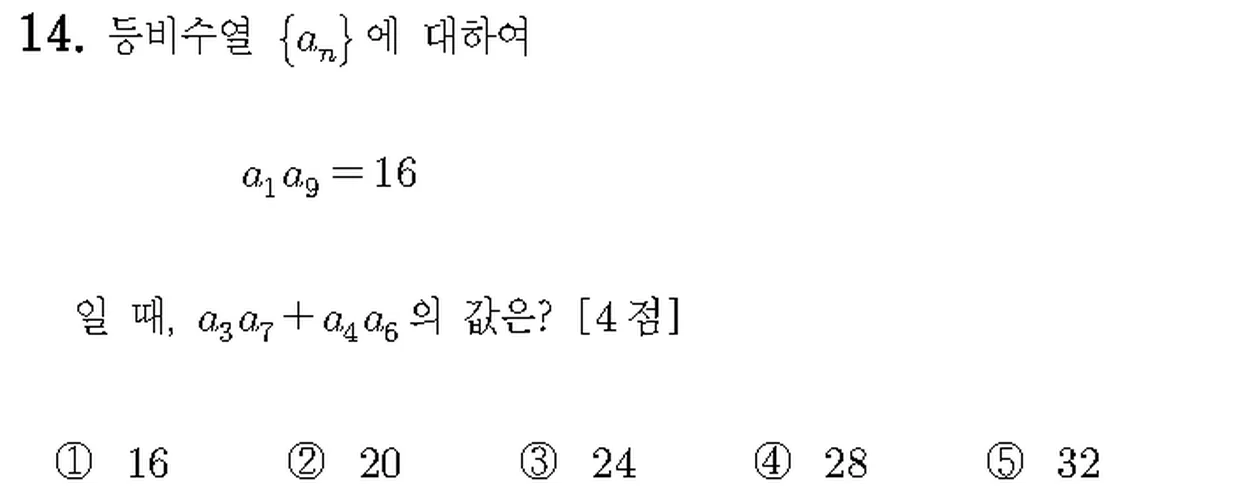 14. 등비수열 {aₙ}에 대하여
a₁a₉=16
일 때, a₃a₇+a₄a₆의 값은? [4점]
① 16 ② 20 ③ 24 ④ 28 ⑤ 32